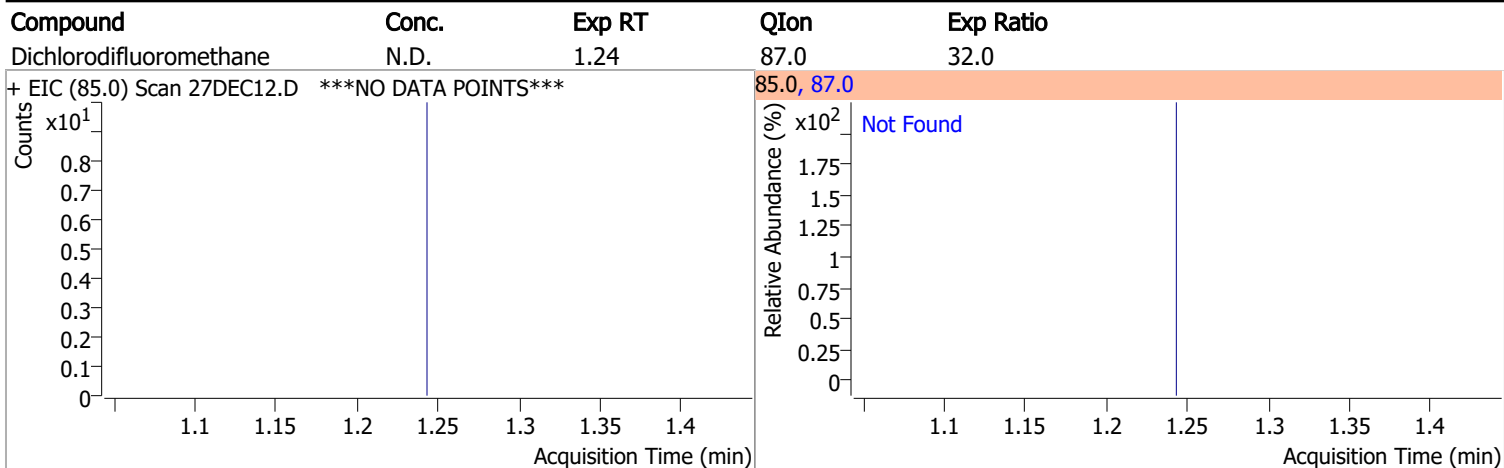 Compound Conc. Exp RT QIon Exp Ratio
Dichlorodifluoromethane N.D. 1.24 87.0 32.0
+ EIC (85.0) Scan 27DEC12.D ***NO DATA POINTS***
Counts
x10¹
0.8
0.7
0.6
0.5
0.4
0.3
0.2
0.1
0
1.1 1.15 1.2 1.25 1.3 1.35 1.4
Acquisition Time (min)
85.0, 87.0
Relative Abundance (%)
x10²
Not Found
1.75
1.5
1.25
1
0.75
0.5
0.25
0
1.1 1.15 1.2 1.25 1.3 1.35 1.4
Acquisition Time (min)